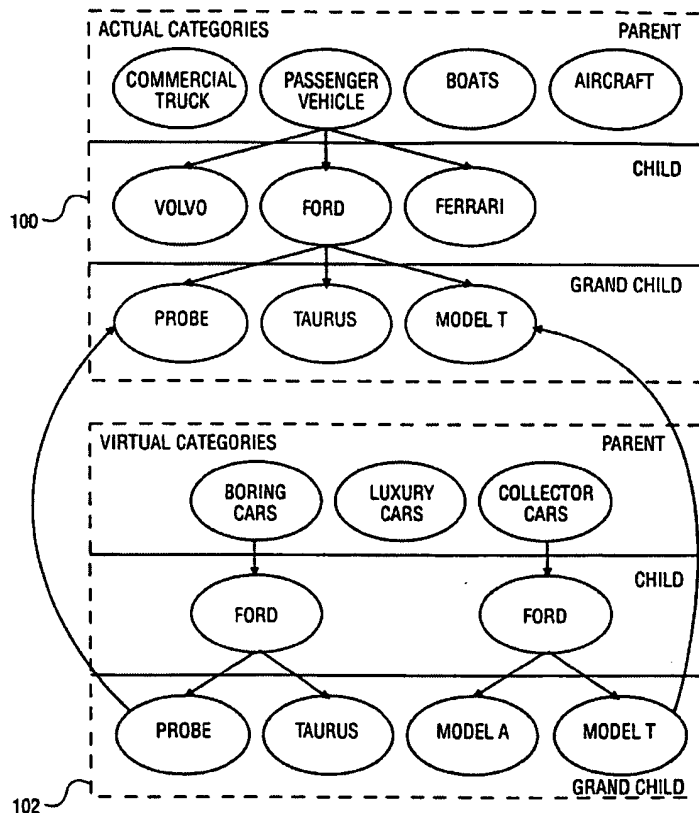 ACTUAL CATEGORIES PARENT
COMMERCIAL TRUCK
PASSENGER VEHICLE
BOATS
AIRCRAFT
CHILD
100
VOLVO
FORD
FERRARI
GRAND CHILD
PROBE
TAURUS
MODEL T
VIRTUAL CATEGORIES PARENT
BORING CARS
LUXURY CARS
COLLECTOR CARS
CHILD
FORD
FORD
PROBE
TAURUS
MODEL A
MODEL T
GRAND CHILD
102